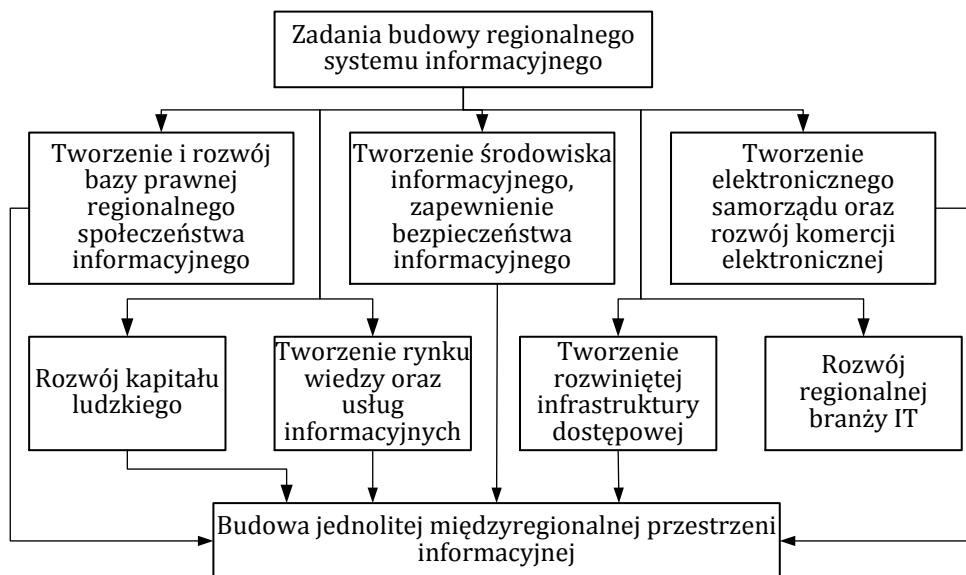 Zadania budowy regionalnego
systemu informacyjnego
Tworzenie i rozwój
bazy prawnej
regionalnego
społeczeństwa
informacyjnego
Tworzenie środowiska
informacyjnego,
zapewnienie
bezpieczeństwa
informacyjnego
Tworzenie
elektronicznego
samorządu oraz
rozwój komercji
elektronicznej
Rozwój kapitału
ludzkiego
Tworzenie rynku
wiedzy oraz
usług
informacyjnych
Tworzenie
rozwiniętej
infrastruktury
dostępowej
Rozwój
regionalnej
branży IT
Budowa jednolitej międzyregionalnej przestrzeni
informacyjnej